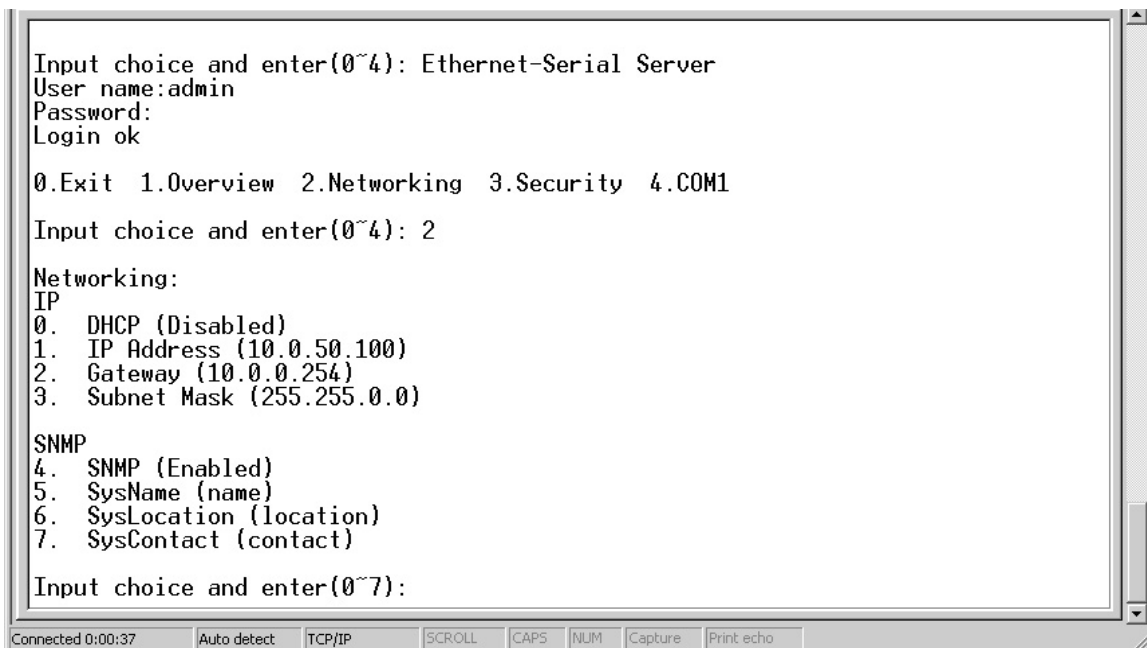 Input choice and enter(0~4): Ethernet-Serial Server
User name:admin
Password:
Login ok
0.Exit  1.Overview  2.Networking  3.Security  4.COM1
Input choice and enter(0~4): 2
Networking:
IP
0.  DHCP (Disabled)
1.  IP Address (10.0.50.100)
2.  Gateway (10.0.0.254)
3.  Subnet Mask (255.255.0.0)
SNMP
4.  SNMP (Enabled)
5.  SysName (name)
6.  SysLocation (location)
7.  SysContact (contact)
Input choice and enter(0~7):
Connected 0:00:37 Auto detect TCP/IP SCROLL CAPS NUM Capture Print echo